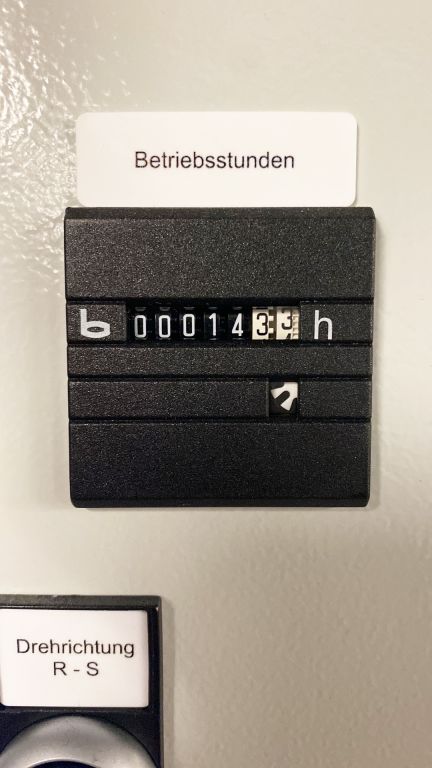 Betriebsstunden
b 0001433 h
Drehrichtung
R - S